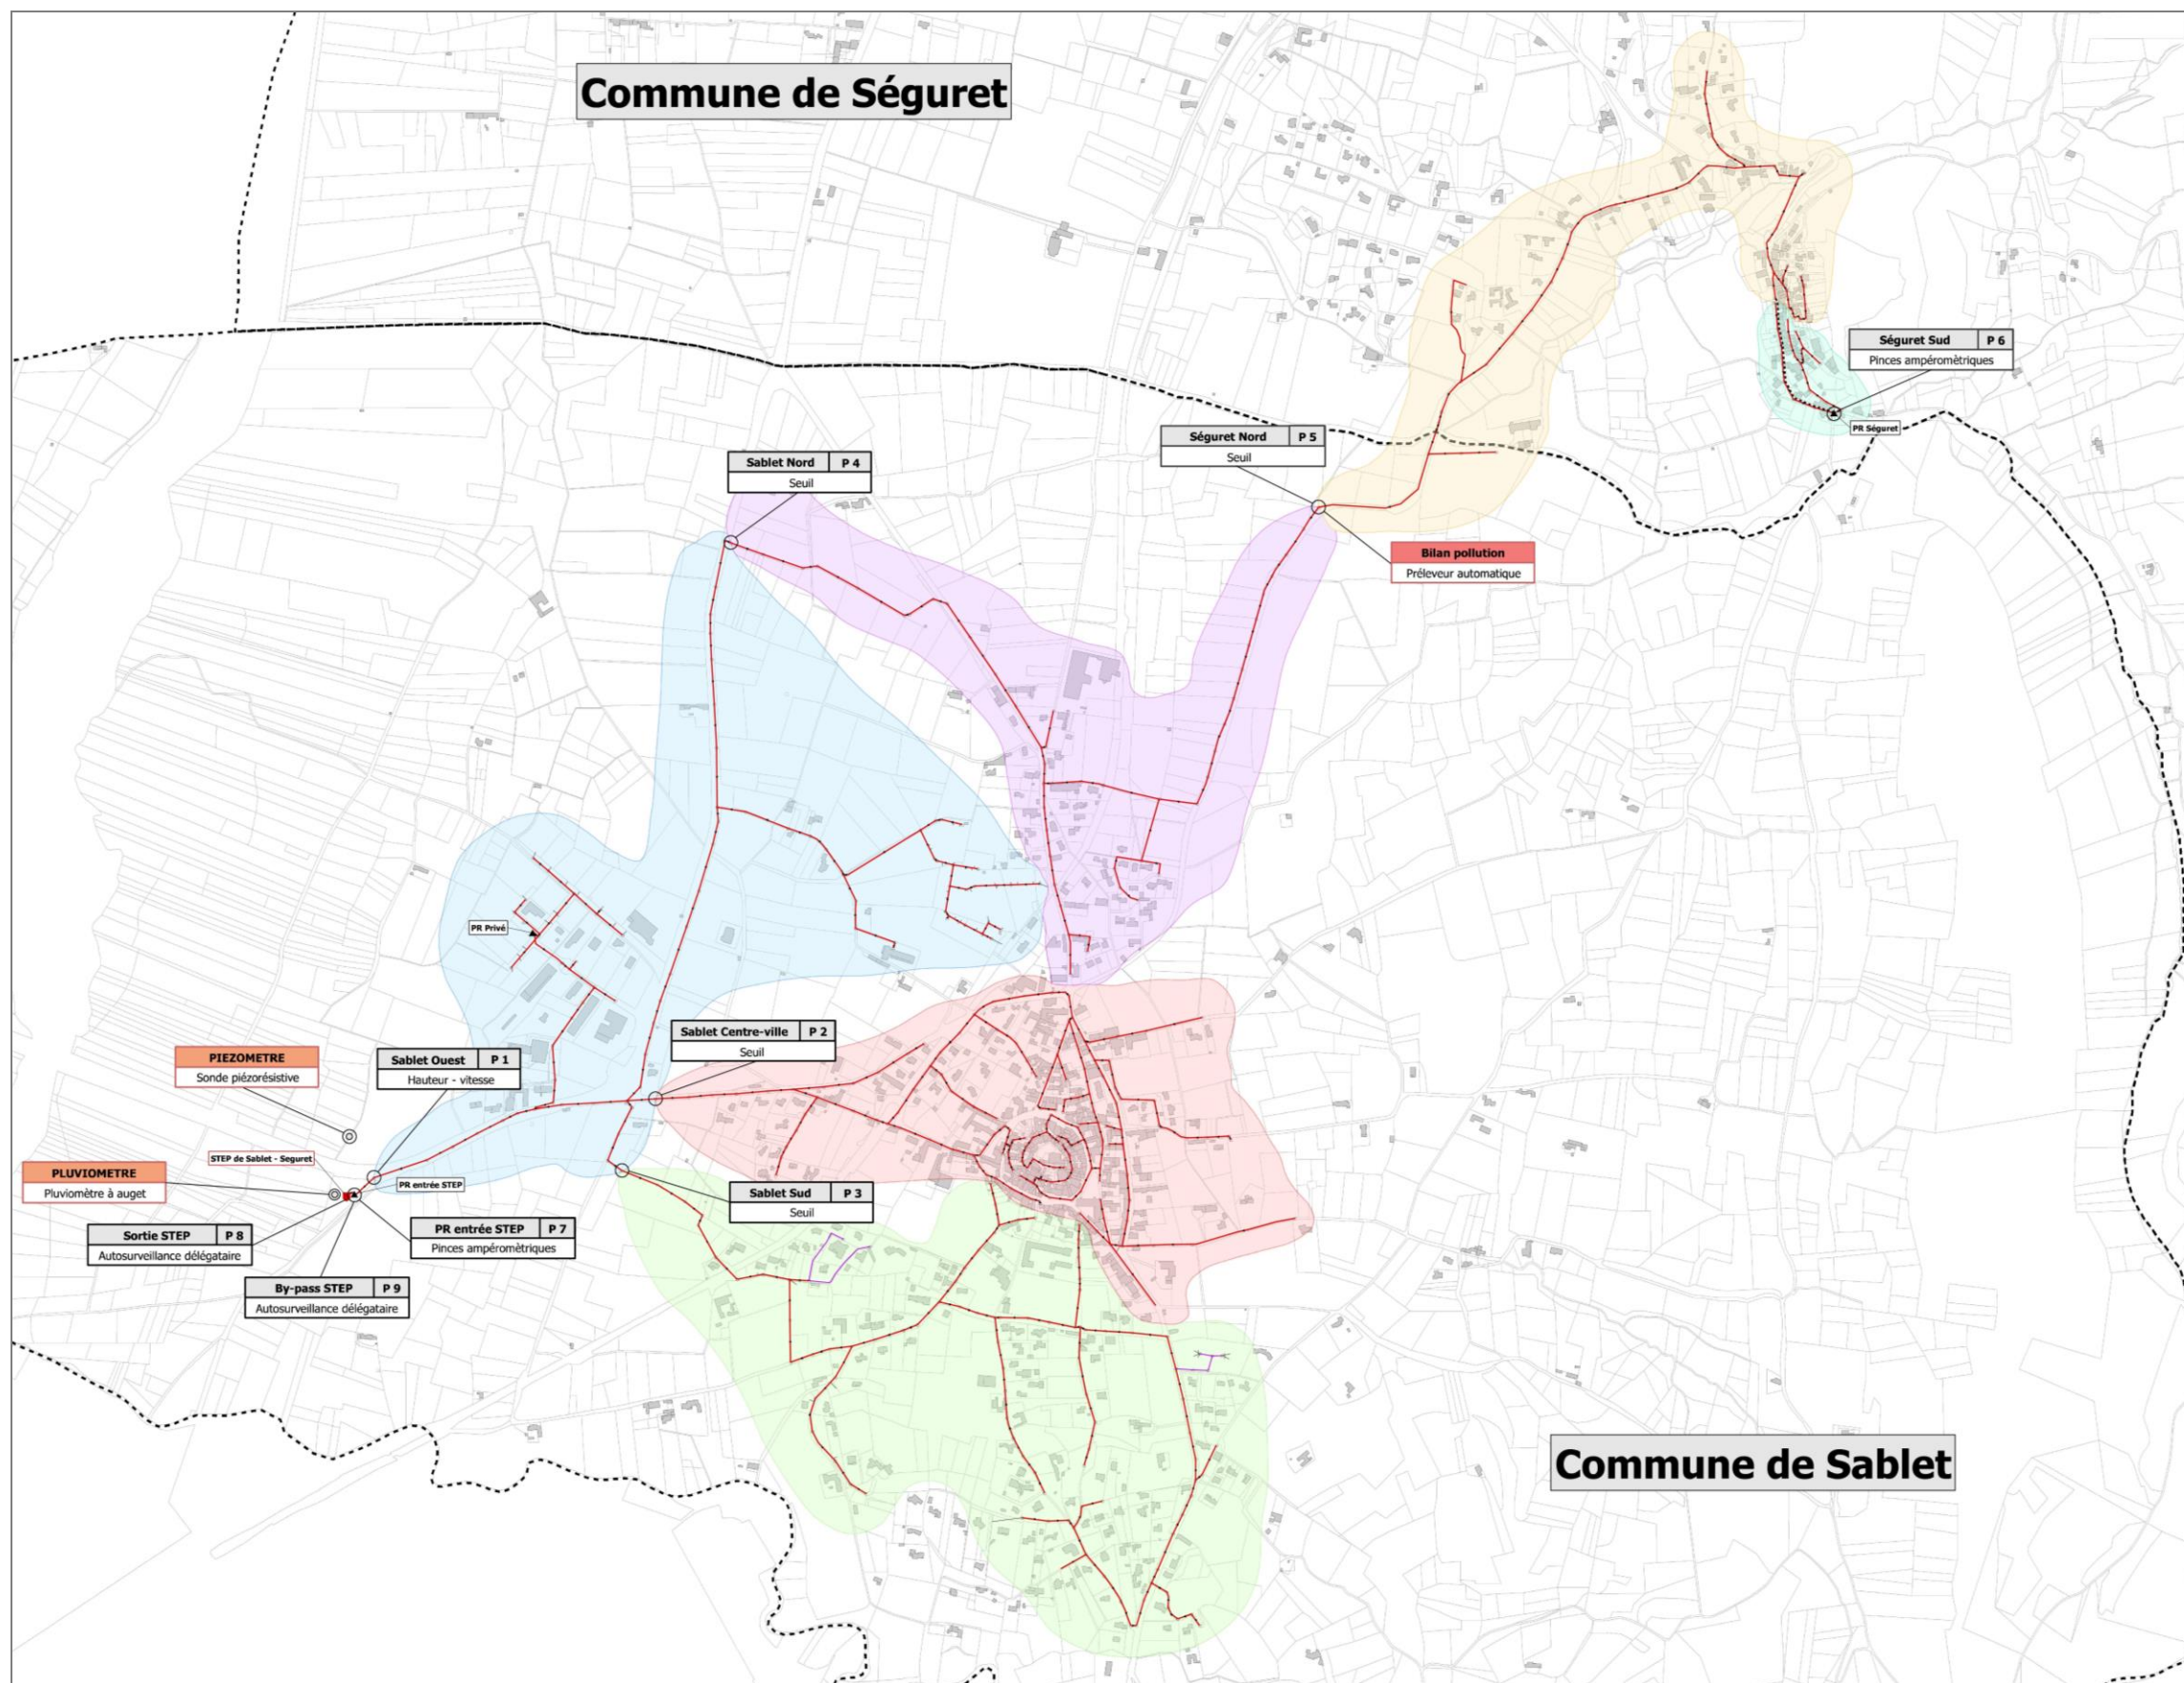 Commune de Séguret
Séguret Sud P 6
Pinces ampéromètriques
PR Séguret
Séguret Nord P 5
Seuil
Sablet Nord P 4
Seuil
Bilan pollution
Préleveur automatique
PR Privé
Sablet Centre-ville P 2
Seuil
PIEZOMETRE
Sonde piézorésistive
Sablet Ouest P 1
Hauteur - vitesse
STEP de Sablet - Seguret
PLUVIOMETRE
Pluviomètre à auget
PR entrée STEP
Sablet Sud P 3
Seuil
Sortie STEP P 8
Autosurveillance délégataire
PR entrée STEP P 7
Pinces ampéromètriques
By-pass STEP P 9
Autosurveillance délégataire
Commune de Sablet